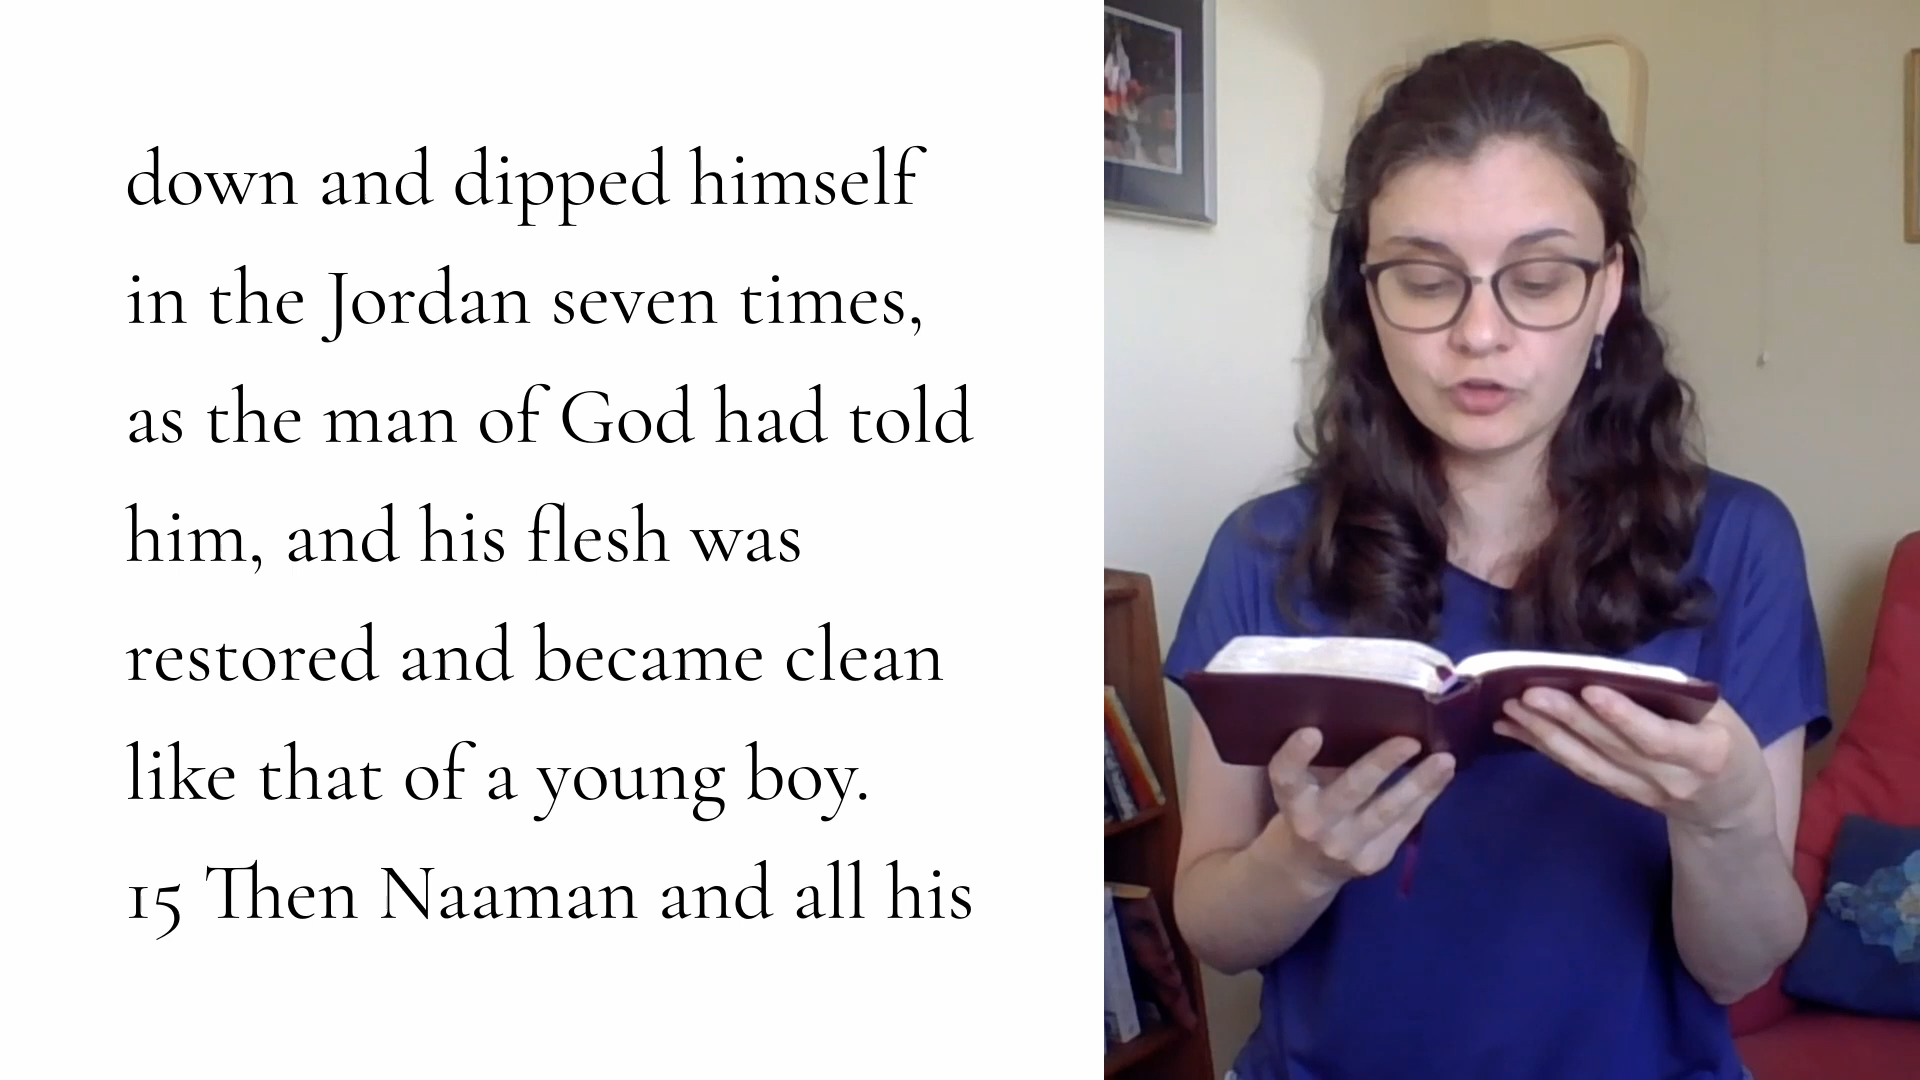 down and dipped himself
in the Jordan seven times,
as the man of God had told
him, and his flesh was
restored and became clean
like that of a young boy.
15 Then Naaman and all his